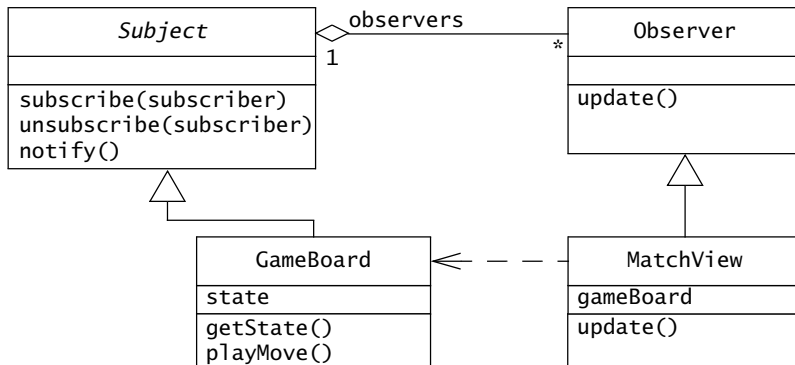 Subject
observers
1
*
Observer
subscribe(subscriber)
unsubscribe(subscriber)
notify()
update()
GameBoard
state
getState()
playMove()
MatchView
gameBoard
update()